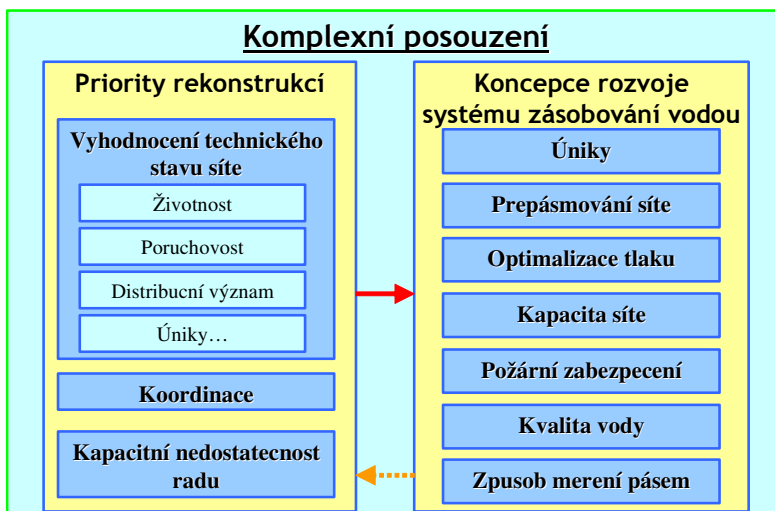 Komplexní posouzení
Priority rekonstrukcí
Vyhodnocení technického
stavu síte
Životnost
Poruchovost
Distribucní význam
Úniky…
Koordinace
Kapacitní nedostatecnost
radu
Koncepce rozvoje
systému zásobování vodou
Úniky
Prepásmování síte
Optimalizace tlaku
Kapacita síte
Požární zabezpecení
Kvalita vody
Zpusob merení pásem